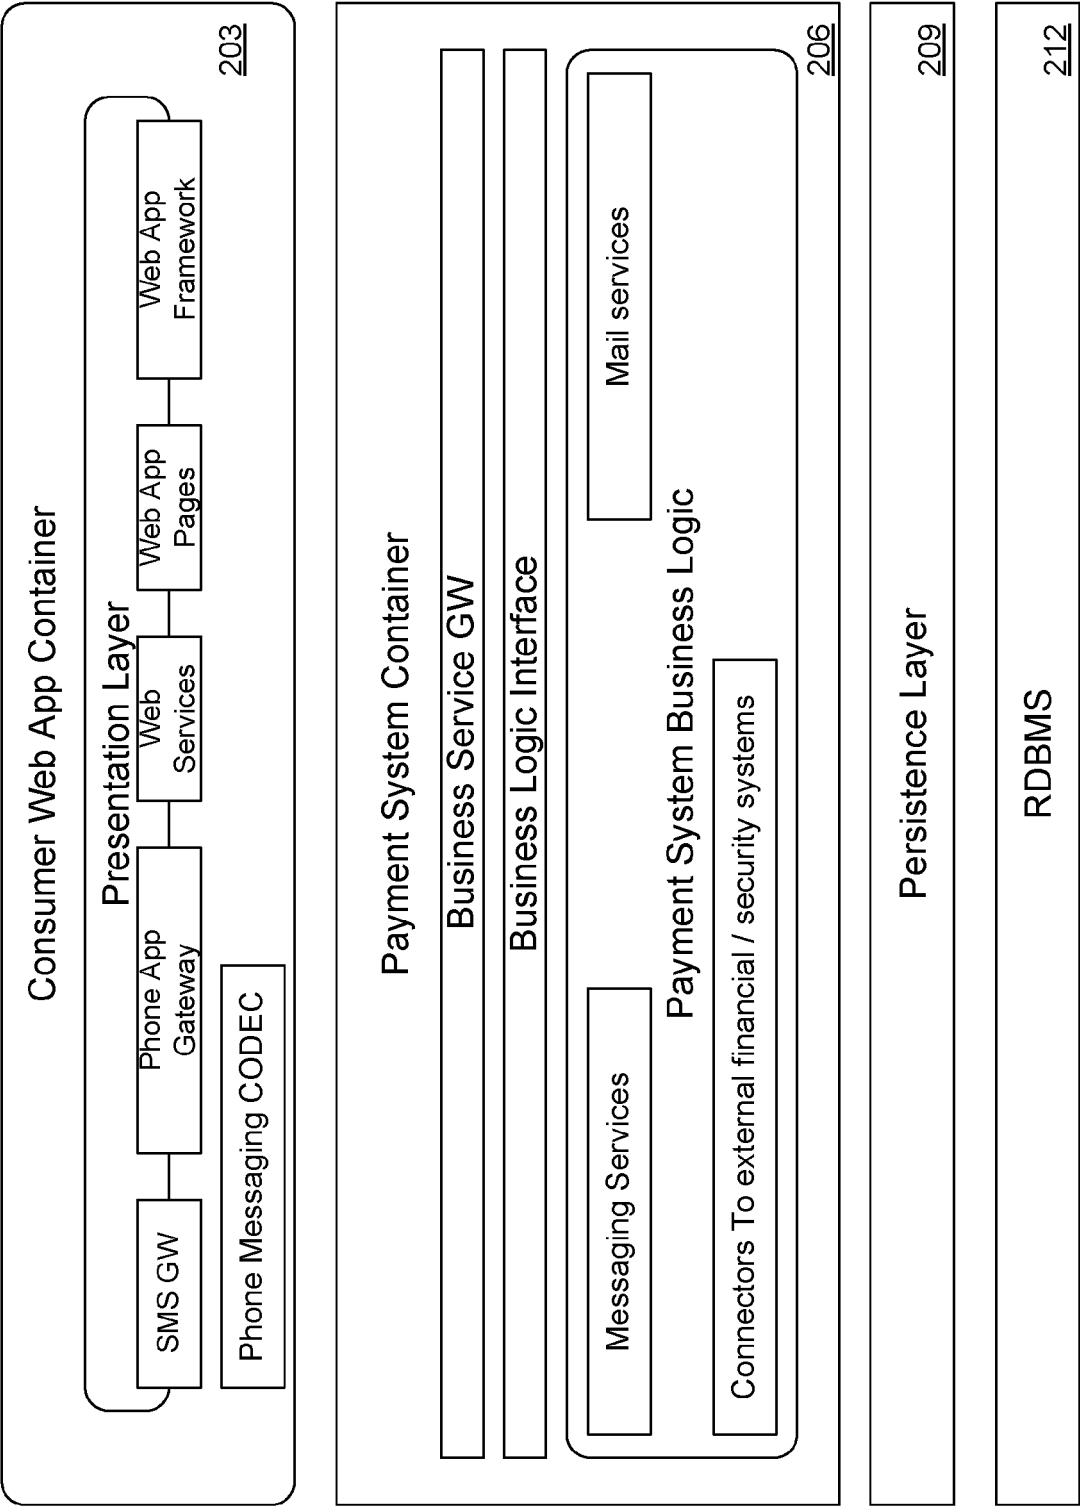 Consumer Web App Container
Presentation Layer
SMS GW
Phone App
Gateway
Web
Services
Web App
Pages
Web App
Framework
Phone Messaging CODEC
203
Payment System Container
Business Service GW
Business Logic Interface
Messaging Services
Mail services
Payment System Business Logic
Connectors To external financial / security systems
206
Persistence Layer
209
RDBMS
212